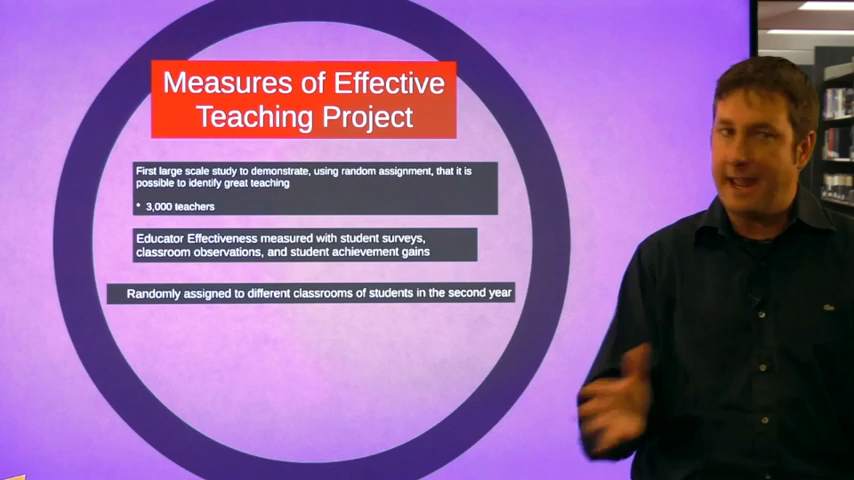 Measures of Effective
Teaching Project
First large scale study to demonstrate, using random assignment, that it is
possible to identify great teaching
* 3,000 teachers
Educator Effectiveness measured with student surveys,
classroom observations, and student achievement gains
Randomly assigned to different classrooms of students in the second year